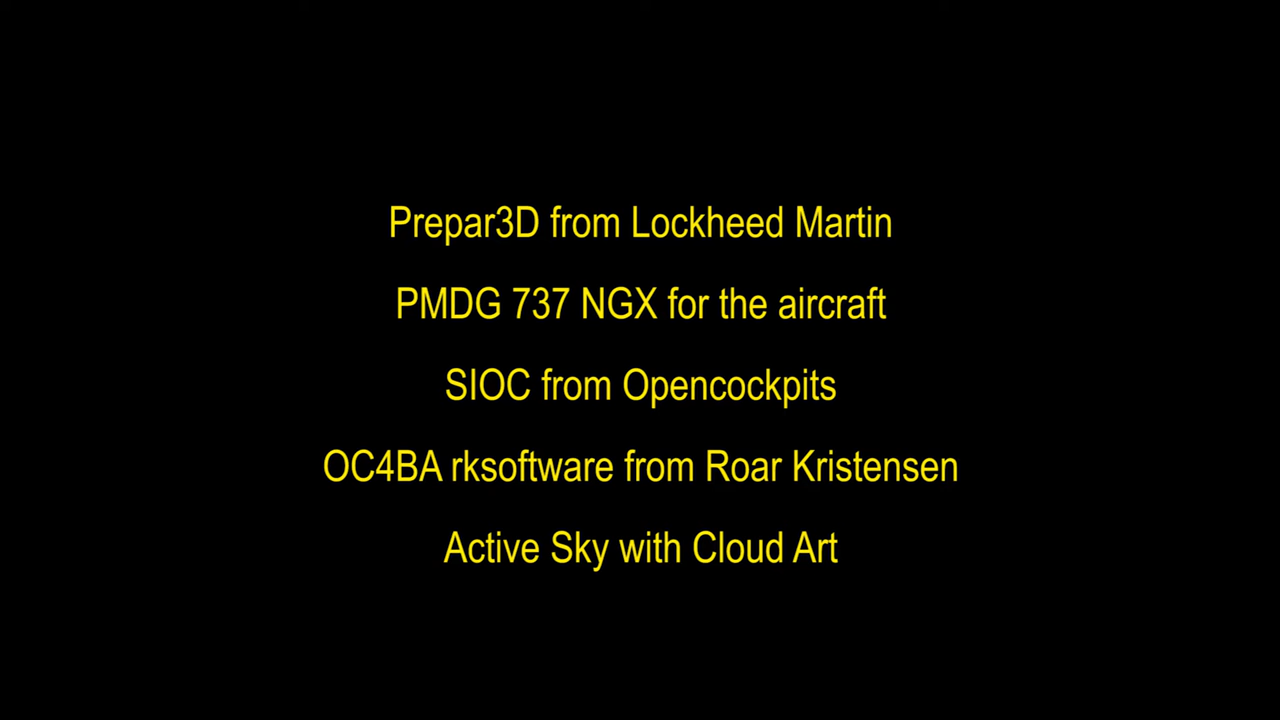 Prepar3D from Lockheed Martin
PMDG 737 NGX for the aircraft
SIOC from Opencockpits
OC4BA rksoftware from Roar Kristensen
Active Sky with Cloud Art